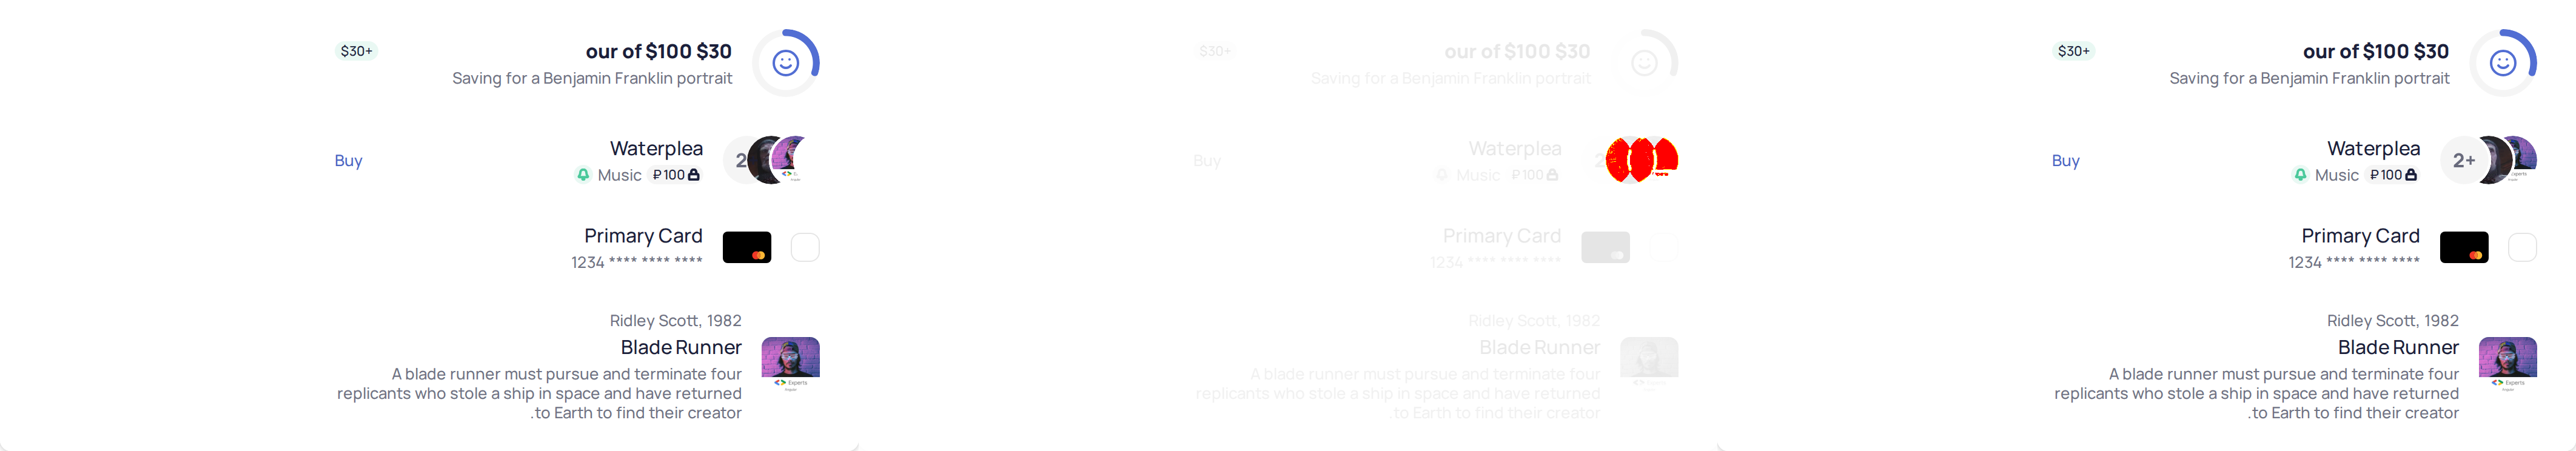 our of $100 $30
$30+
Saving for a Benjamin Franklin portrait
Waterplea
2
Buy
Music ₽100
Primary Card
1234 **** **** ****
Ridley Scott, 1982
Blade Runner
A blade runner must pursue and terminate four
replicants who stole a ship in space and have returned
.to Earth to find their creator
Experts
our of $100 $30
$30+
Saving for a Benjamin Franklin portrait
Waterplea
Buy
Music ₽100
Primary Card
1234 **** **** ****
Ridley Scott, 1982
Blade Runner
A blade runner must pursue and terminate four
replicants who stole a ship in space and have returned
.to Earth to find their creator
our of $100 $30
$30+
Saving for a Benjamin Franklin portrait
Waterplea
2+
Buy
Music ₽100
Primary Card
1234 **** **** ****
Ridley Scott, 1982
Blade Runner
A blade runner must pursue and terminate four
replicants who stole a ship in space and have returned
.to Earth to find their creator
Experts